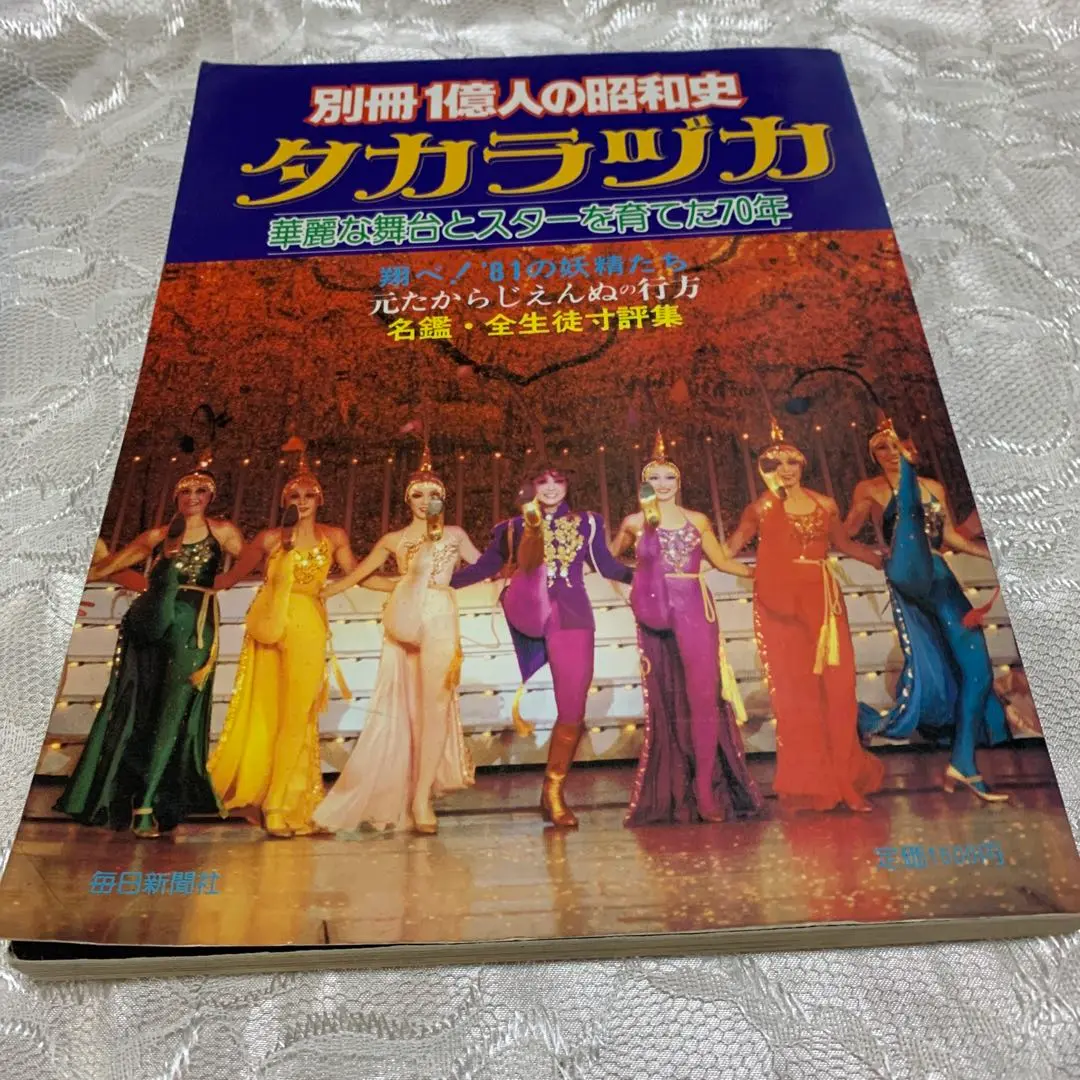 別冊1億人の昭和史
タカラヅカ
華麗な舞台とスターを育てた70年
翔べ!'81の妖精たち
元たからじえんぬの行方
名鑑・全生徒寸評集
毎日新聞社
定価1500円